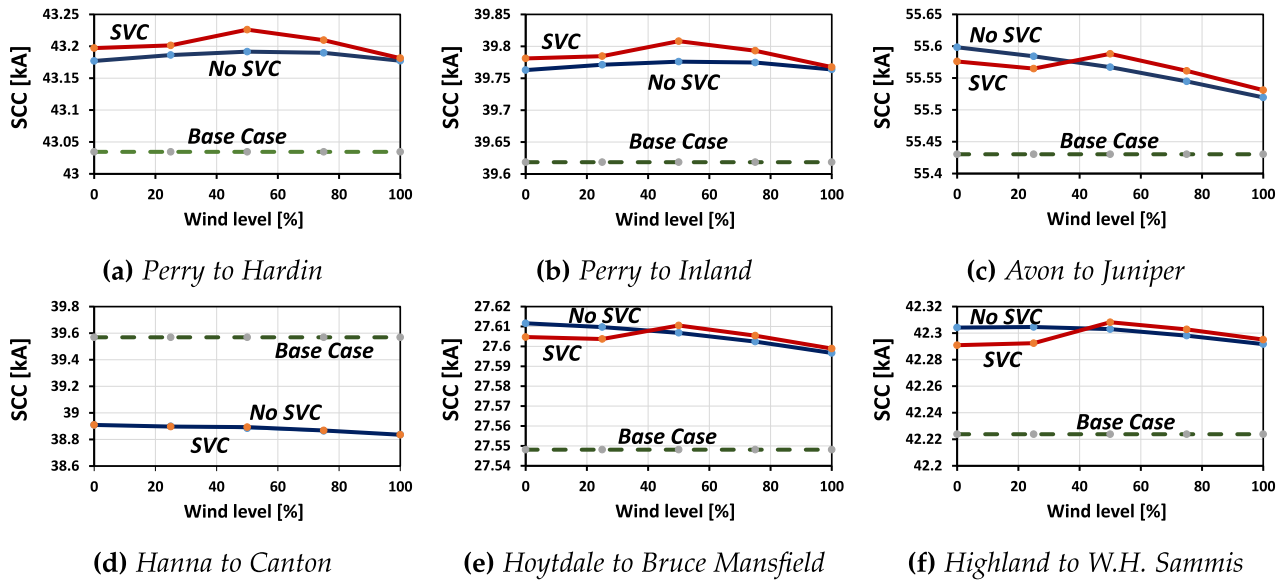 43.25
43.2
43.15
43.1
43.05
43
SCC [kA]
SVC
No SVC
Base Case
0 20 40 60 80 100
Wind level [%]
(a) Perry to Hardin
39.85
39.8
39.75
39.7
39.65
39.6
SCC [kA]
SVC
No SVC
Base Case
0 20 40 60 80 100
Wind level [%]
(b) Perry to Inland
55.65
55.6
55.55
55.5
55.45
55.4
SCC [kA]
No SVC
SVC
Base Case
0 20 40 60 80 100
Wind level [%]
(c) Avon to Juniper
39.8
39.6
39.4
39.2
39
38.8
38.6
SCC [kA]
Base Case
No SVC
SVC
0 20 40 60 80 100
Wind level [%]
(d) Hanna to Canton
27.62
27.61
27.6
27.59
27.58
27.57
27.56
27.55
27.54
SCC [kA]
No SVC
SVC
Base Case
0 20 40 60 80 100
Wind level [%]
(e) Hoytdale to Bruce Mansfield
42.32
42.3
42.28
42.26
42.24
42.22
42.2
SCC [kA]
No SVC
SVC
Base Case
0 20 40 60 80 100
Wind level [%]
(f) Highland to W.H. Sammis